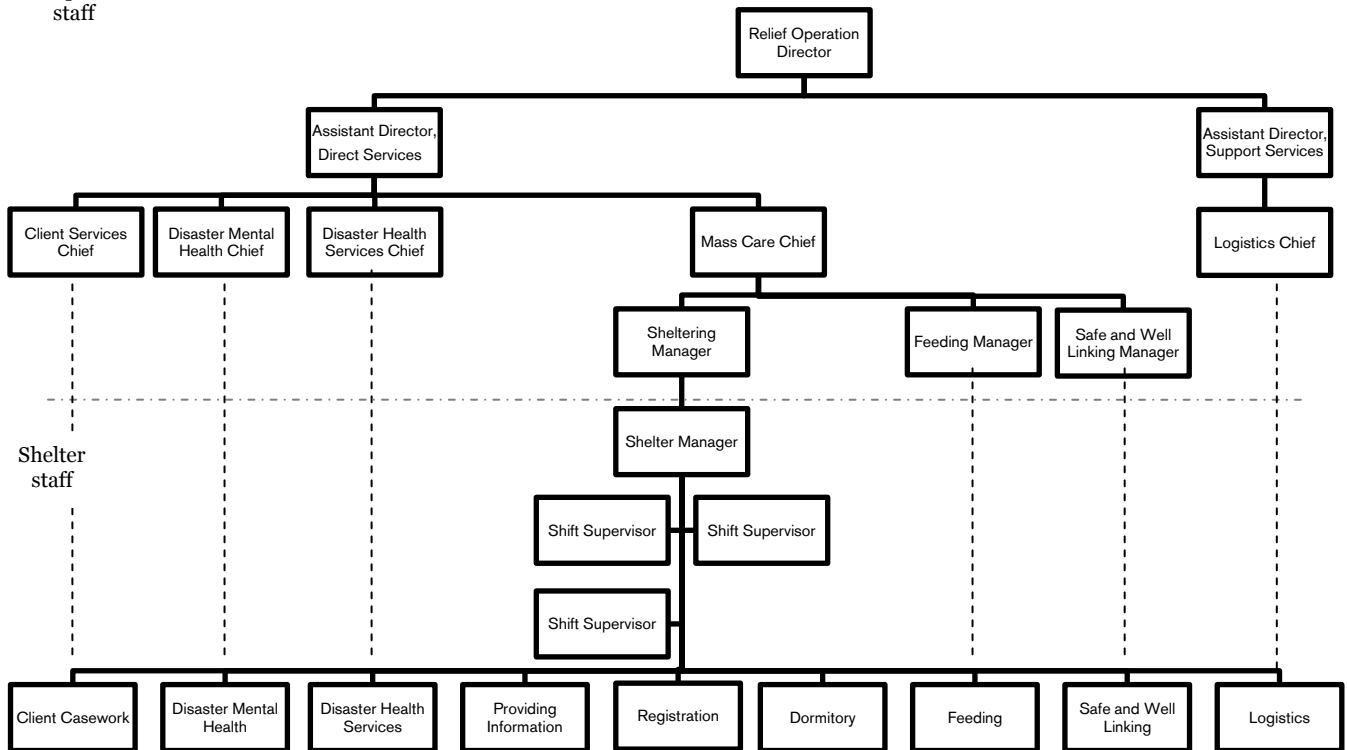 staff
Relief Operation
Director
Assistant Director,
Direct Services
Assistant Director,
Support Services
Client Services
Chief
Disaster Mental
Health Chief
Disaster Health
Services Chief
Mass Care Chief
Logistics Chief
Sheltering
Manager
Feeding Manager
Safe and Well
Linking Manager
Shelter
staff
Shelter Manager
Shift Supervisor
Shift Supervisor
Shift Supervisor
Client Casework
Disaster Mental
Health
Disaster Health
Services
Providing
Information
Registration
Dormitory
Feeding
Safe and Well
Linking
Logistics